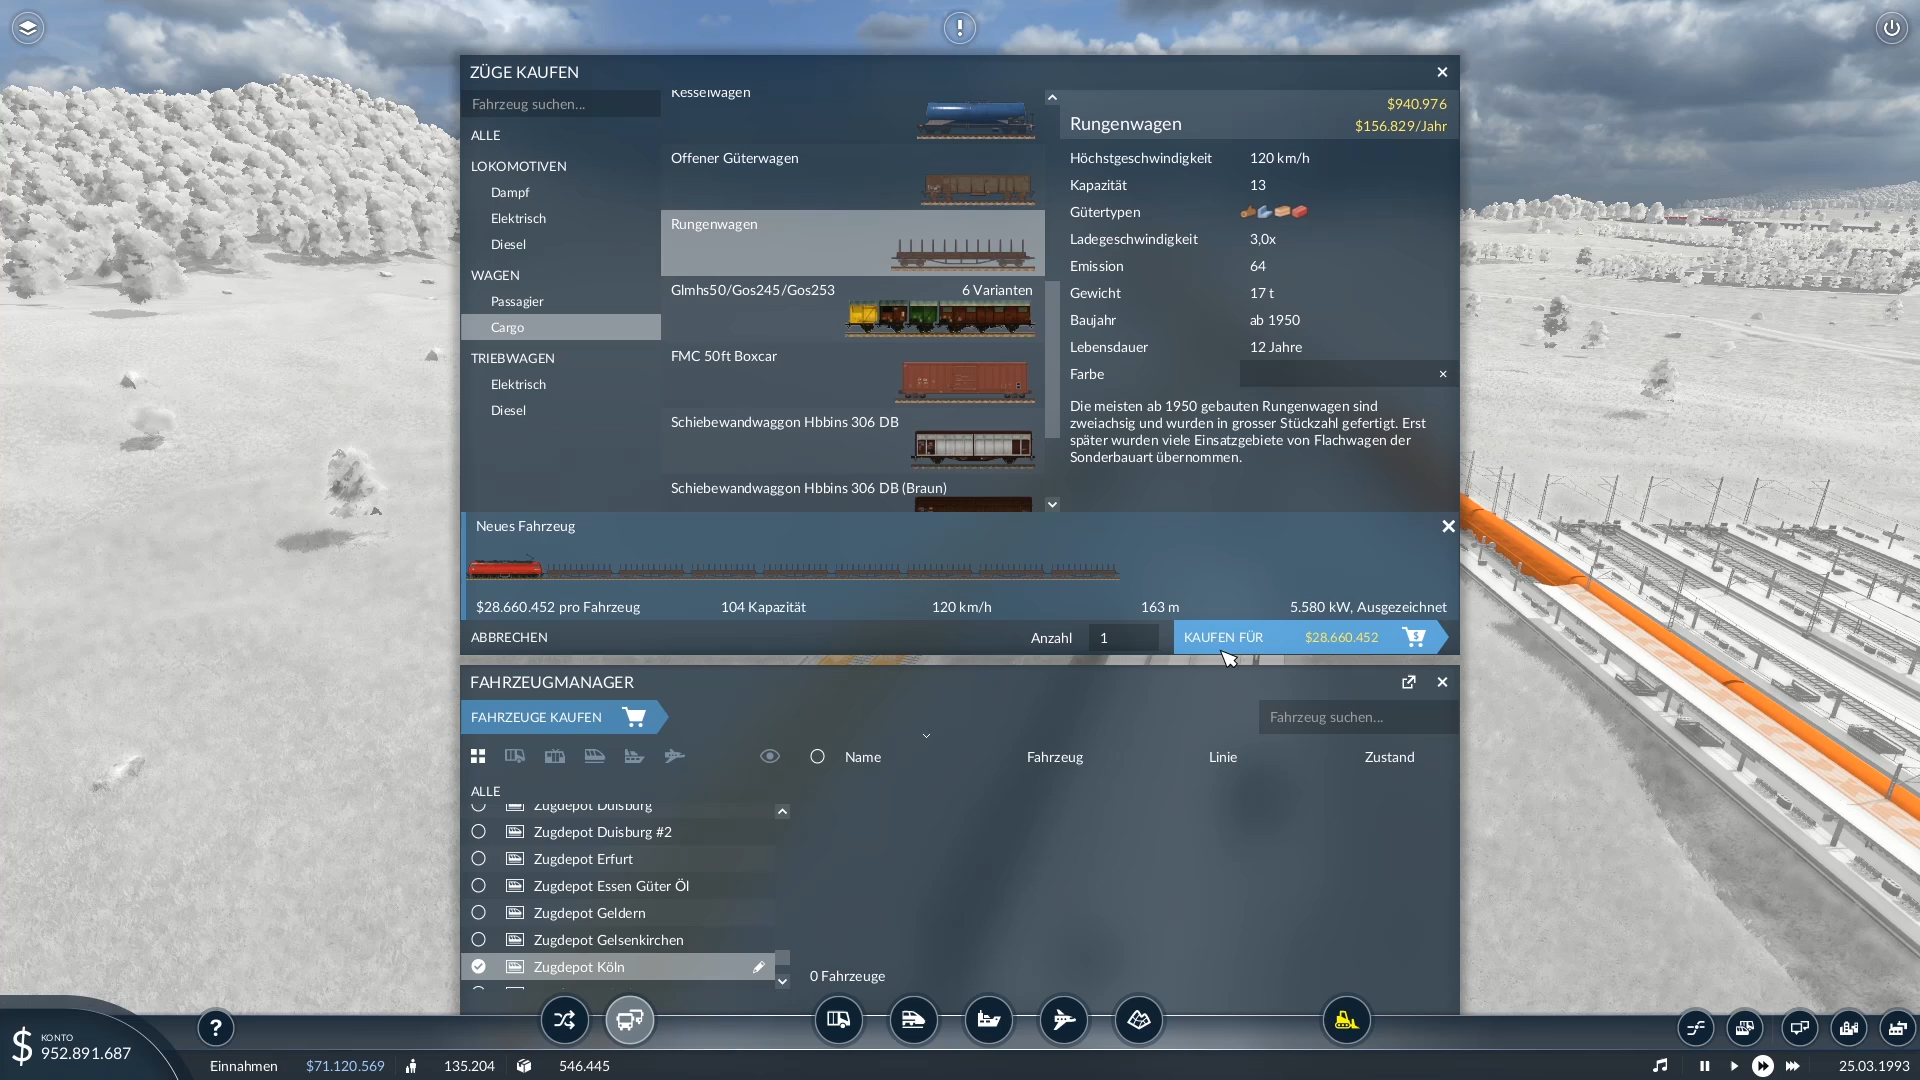 ZÜGE KAUFEN
Fahrzeug suchen...
ALLE
LOKOMOTIVEN
Dampf
Elektrisch
Diesel
WAGEN
Passagier
Cargo
TRIEBWAGEN
Elektrisch
Diesel
Kesselwagen
Offener Güterwagen
Rungenwagen
Glmhs50/Gos245/Gos253 6 Varianten
FMC 50ft Boxcar
Schiebewandwaggon Hbbins 306 DB
Schiebewandwaggon Hbbins 306 DB (Braun)
$940.976
Rungenwagen $156.829/Jahr
Höchstgeschwindigkeit 120 km/h
Kapazität 13
Gütertypen
Ladegeschwindigkeit 3,0x
Emission 64
Gewicht 17 t
Baujahr ab 1950
Lebensdauer 12 Jahre
Farbe
Die meisten ab 1950 gebauten Rungenwagen sind
zweiachsig und wurden in grosser Stückzahl gefertigt. Erst
später wurden viele Einsatzgebiete von Flachwagen der
Sonderbauart übernommen.
Neues Fahrzeug
$28.660.452 pro Fahrzeug 104 Kapazität 120 km/h 163 m 5.580 kW, Ausgezeichnet
ABBRECHEN Anzahl 1 KAUFEN FÜR $28.660.452
FAHRZEUGMANAGER
FAHRZEUGE KAUFEN Fahrzeug suchen...
Name Fahrzeug Linie Zustand
ALLE
Zugdepot Duisburg
Zugdepot Duisburg #2
Zugdepot Erfurt
Zugdepot Essen Güter Öl
Zugdepot Geldern
Zugdepot Gelsenkirchen
Zugdepot Köln
0 Fahrzeuge
$ KONTO
952.891.687
?
Einnahmen $71.120.569 135.204 546.445 25.03.1993